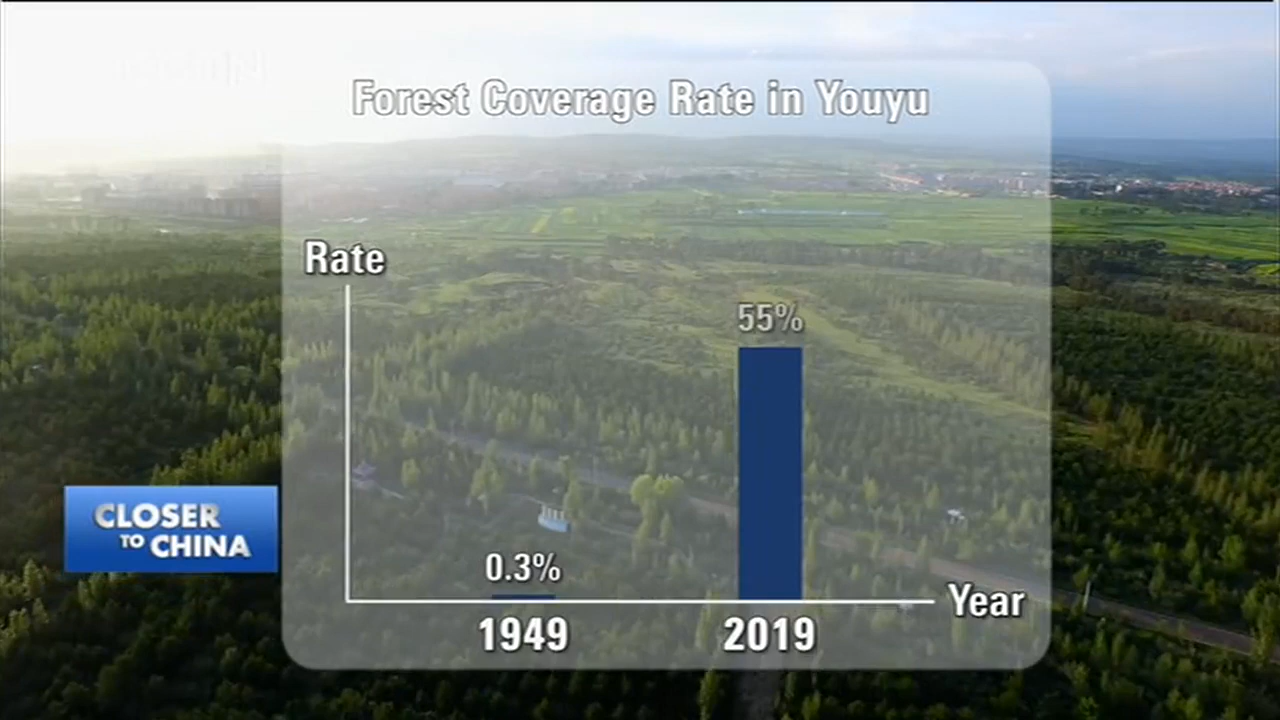 Forest Coverage Rate in Youyu
Rate
55%
0.3%
Year
1949 2019
CLOSER
TO CHINA